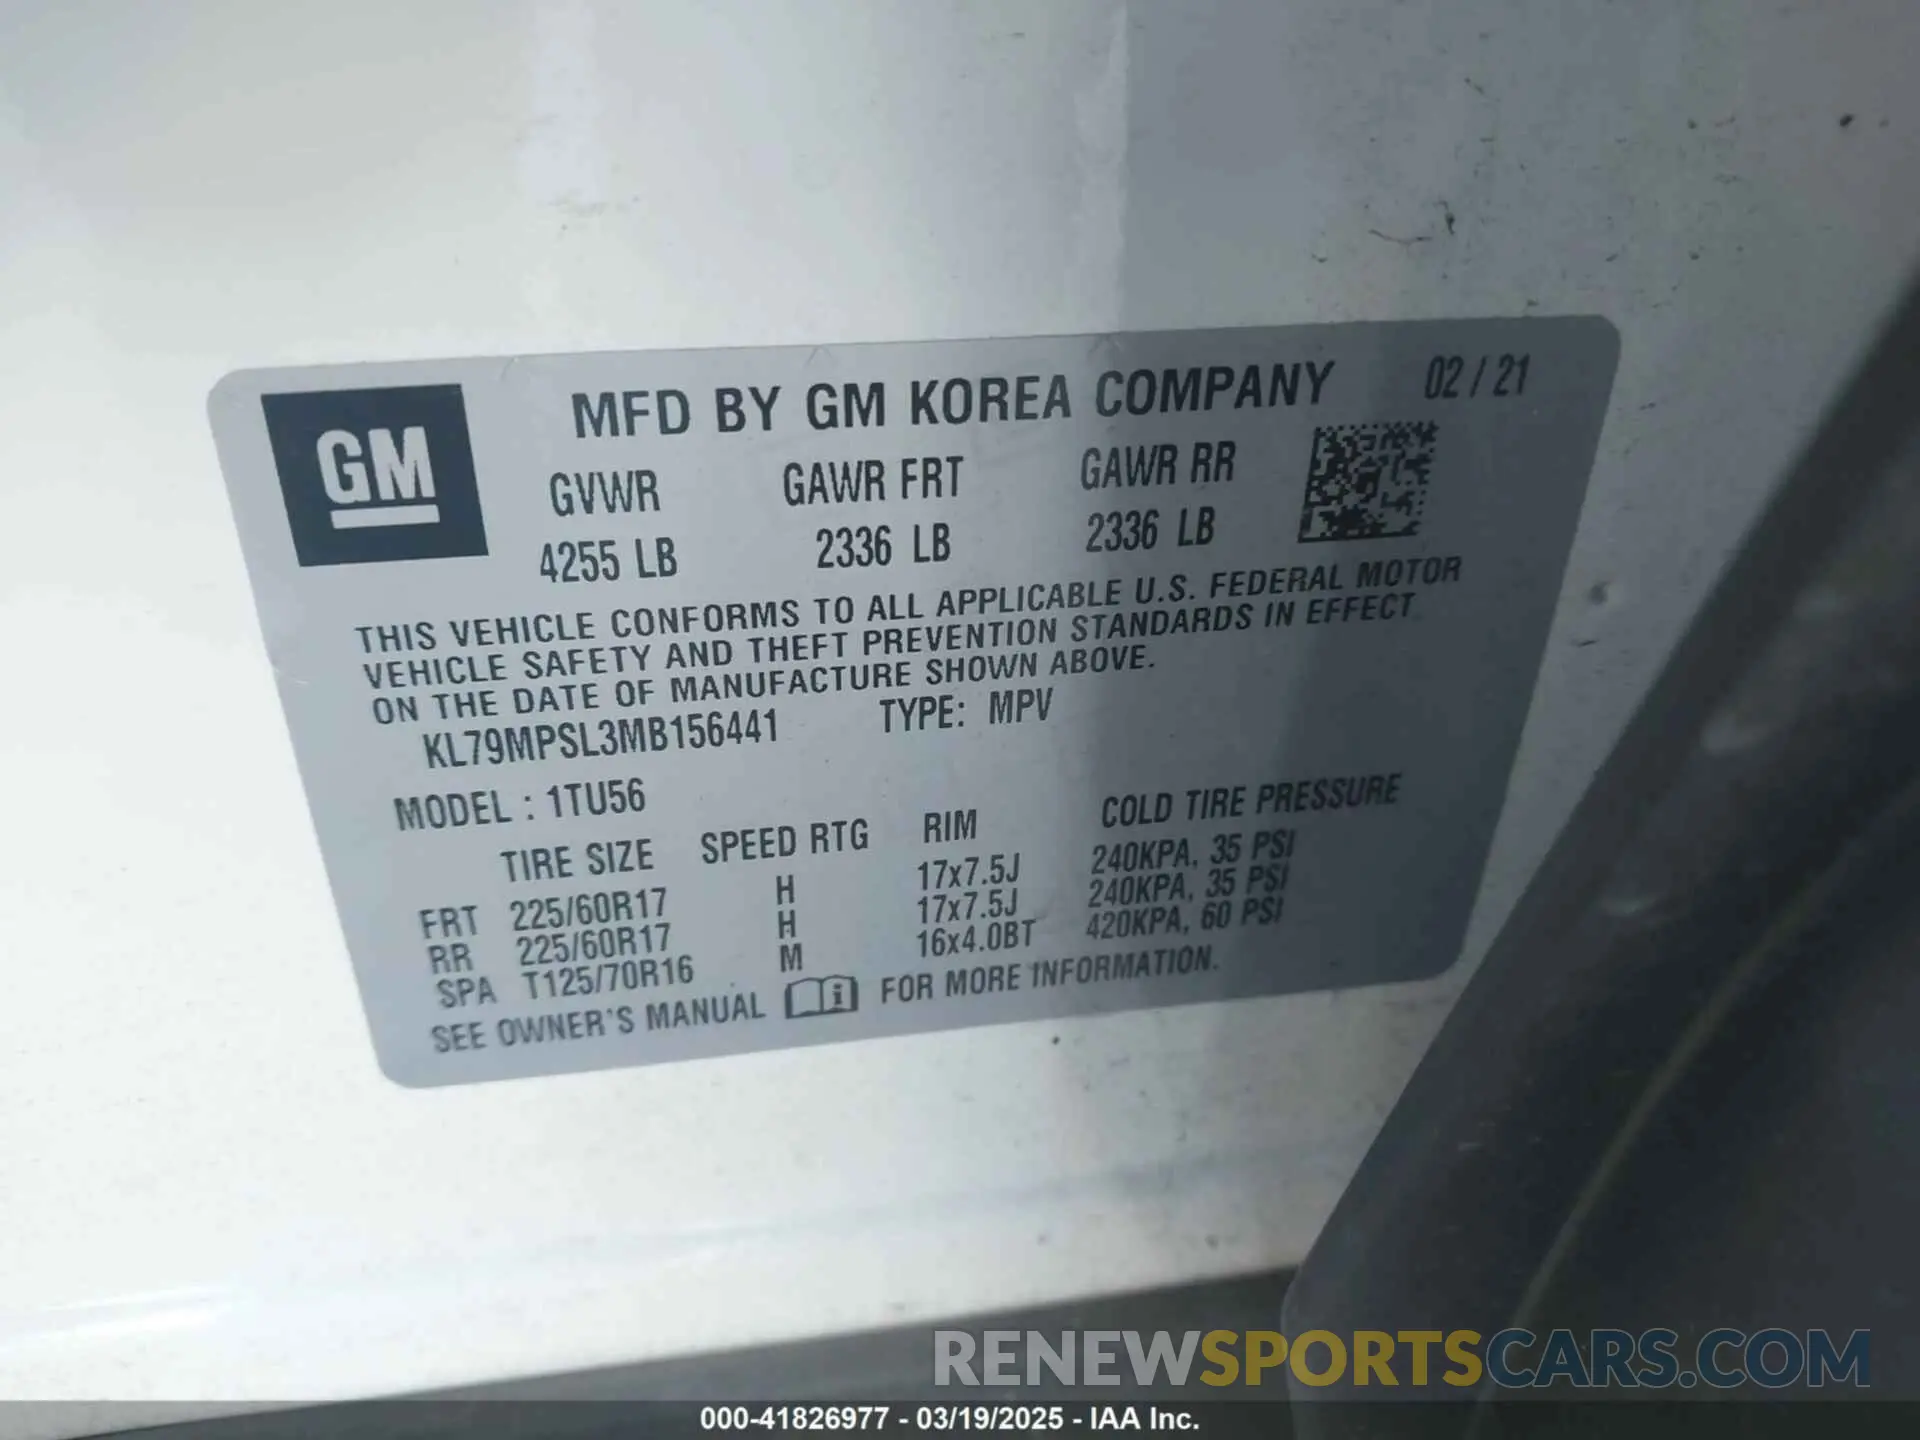 GM
MFD BY GM KOREA COMPANY 02 / 21
GVWR GAWR FRT GAWR RR
4255 LB 2336 LB 2336 LB
THIS VEHICLE CONFORMS TO ALL APPLICABLE U.S. FEDERAL MOTOR
VEHICLE SAFETY AND THEFT PREVENTION STANDARDS IN EFFECT
ON THE DATE OF MANUFACTURE SHOWN ABOVE.
KL79MPSL3MB156441 TYPE: MPV
MODEL : 1TU56
TIRE SIZE SPEED RTG RIM COLD TIRE PRESSURE
FRT 225/60R17 H 17x7.5J 240KPA, 35 PSI
RR 225/60R17 H 17x7.5J 240KPA, 35 PSI
SPA T125/70R16 M 16x4.0BT 420KPA, 60 PSI
SEE OWNER'S MANUAL i FOR MORE INFORMATION.
RENEWSPORTSCARS.COM
000-41826977 - 03/19/2025 - IAA Inc.